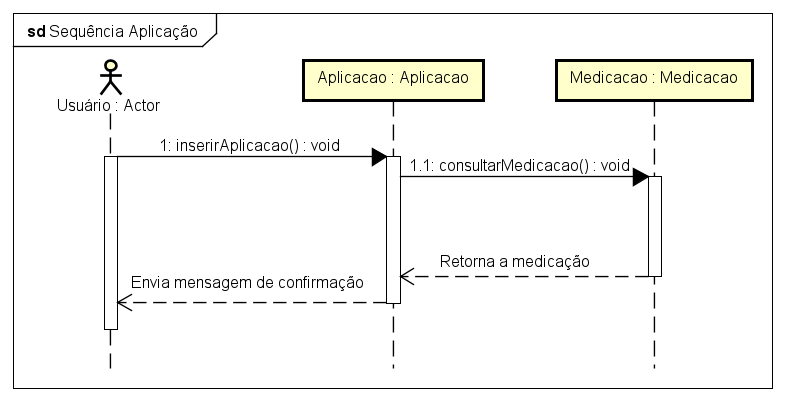 sd Sequência Aplicação
Usuário : Actor
Aplicacao : Aplicacao
Medicacao : Medicacao
1: inserirAplicacao() : void
1.1: consultarMedicacao() : void
Retorna a medicação
Envia mensagem de confirmação